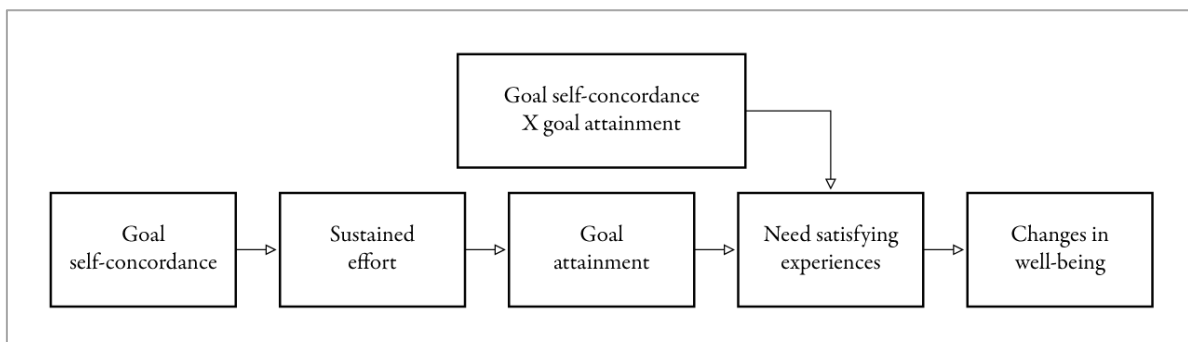 Goal self-concordance
X goal attainment
Goal
self-concordance
Sustained
effort
Goal
attainment
Need satisfying
experiences
Changes in
well-being